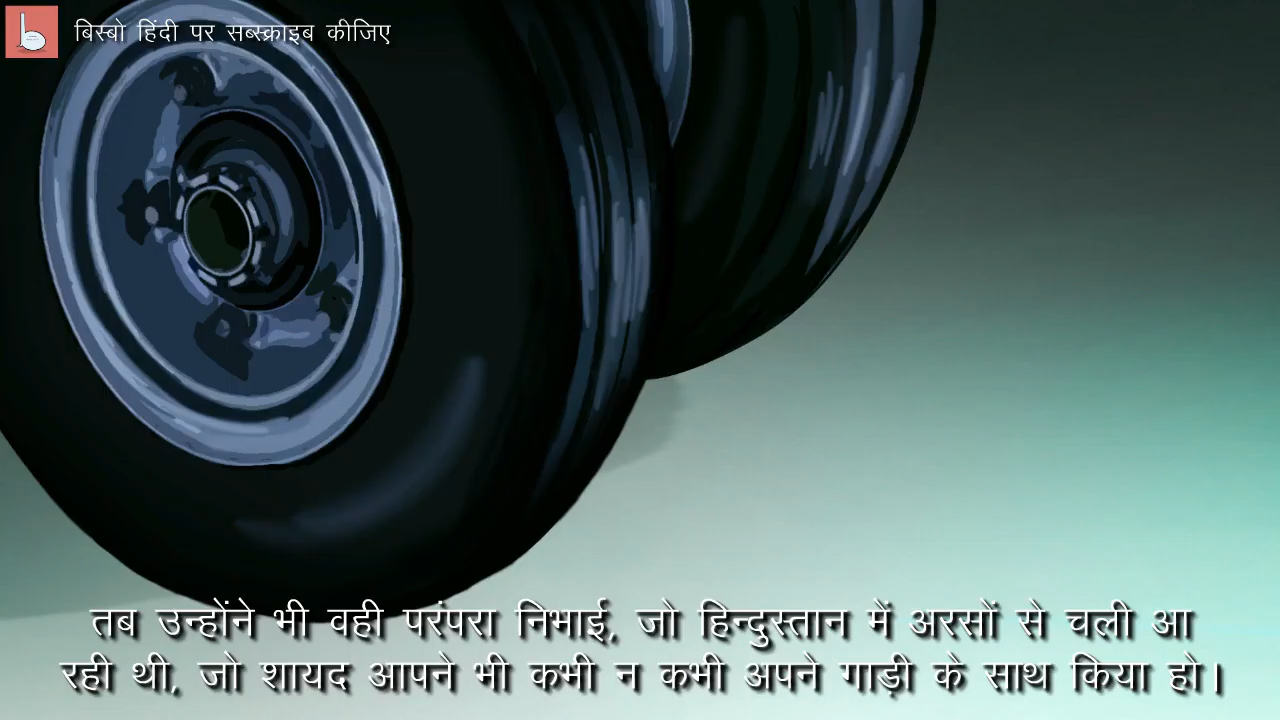 बिस्बो हिंदी पर सब्स्क्राइब कीजिए
तब उन्होंने भी वही परंपरा निभाई, जो हिन्दुस्तान में अरसों से चली आ
रही थी, जो शायद आपने भी कभी न कभी अपने गाड़ी के साथ किया हो।